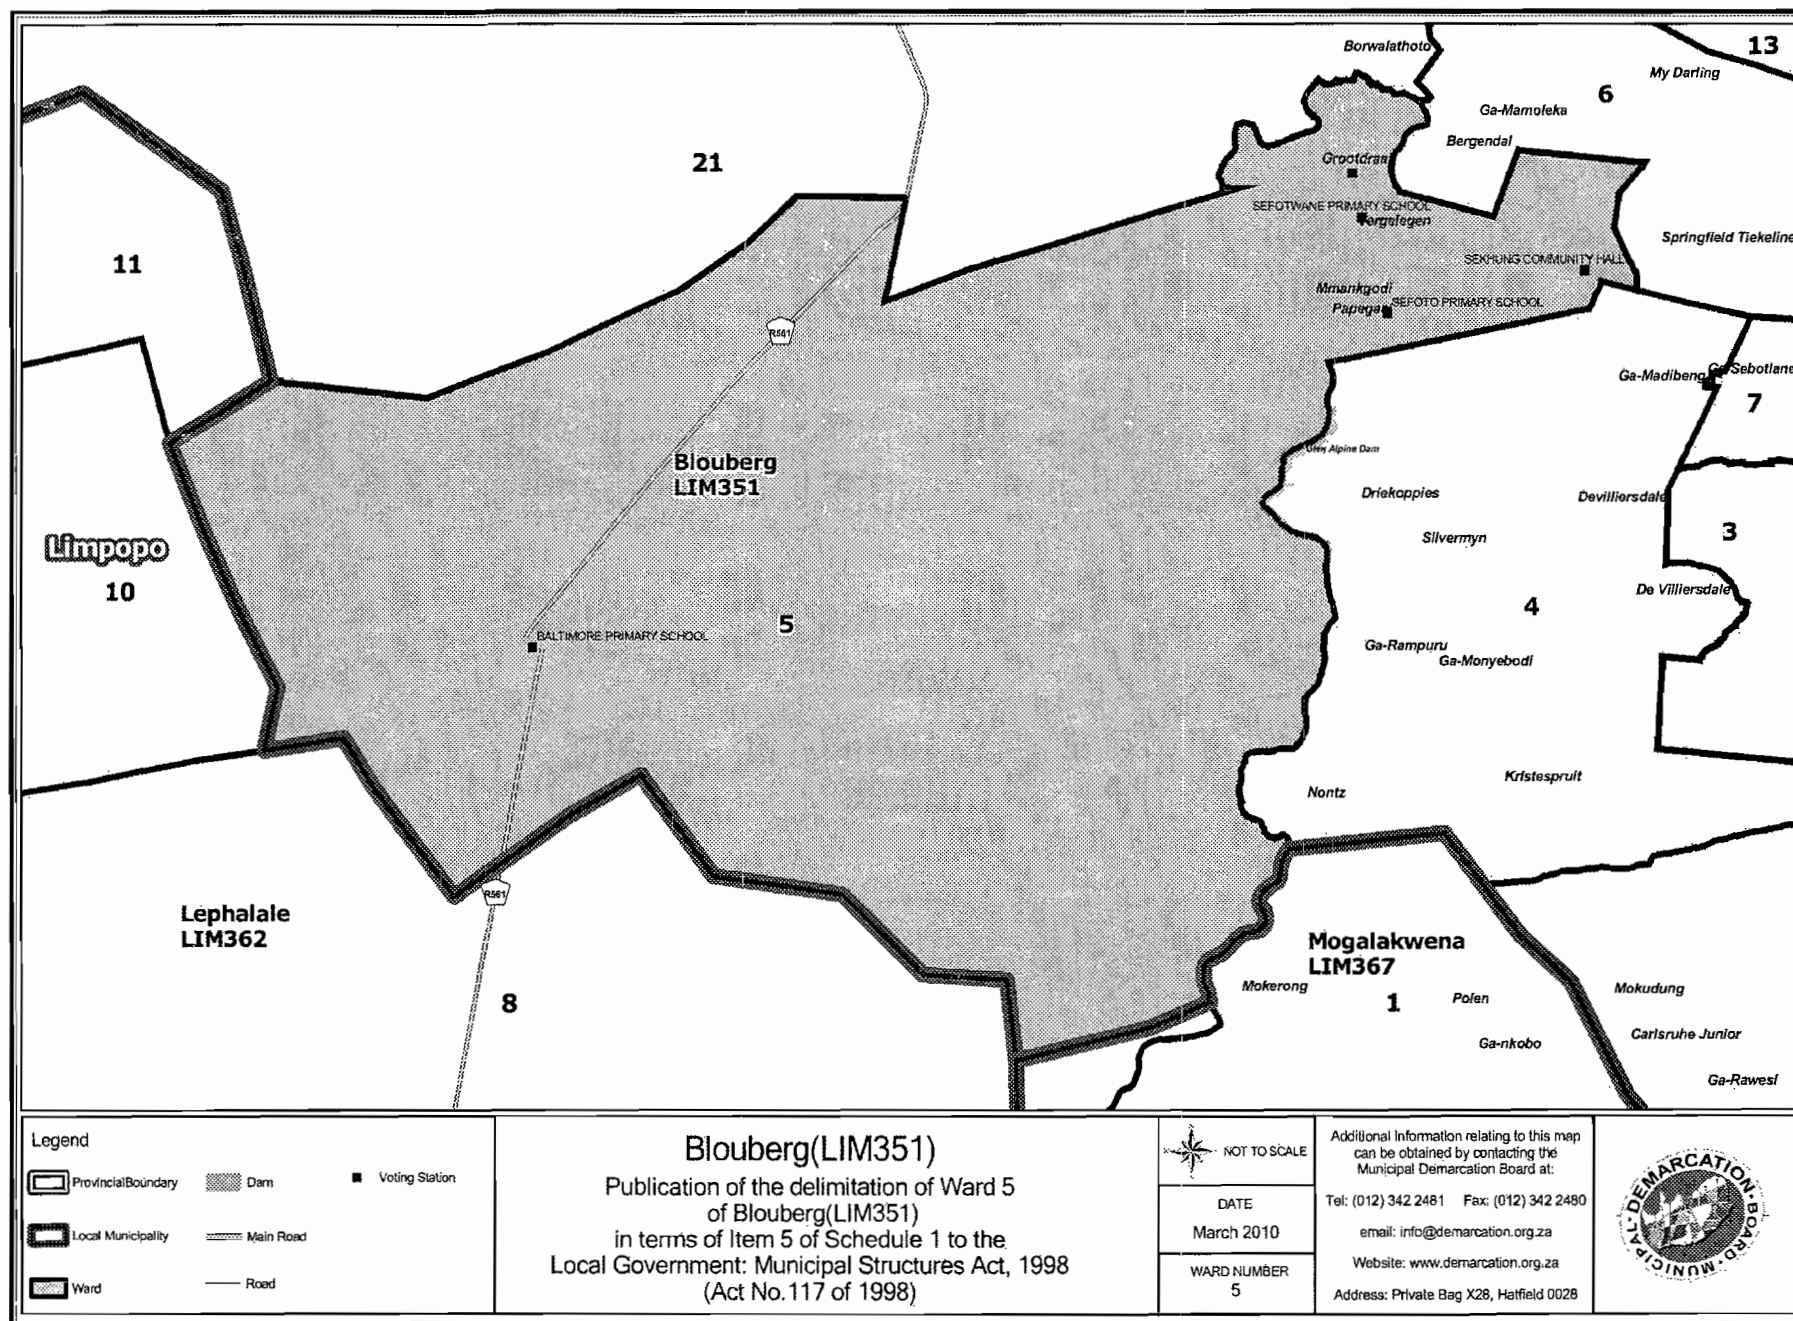 Borwalathoto
13
My Darling
6
Ga-Mamoleka
Bergendal
21
Grootdraai
SEFOTWANE PRIMARY SCHOOL
Vergelegen
Springfield Tiekeline
11
SEKHUNG COMMUNITY HALL
Mmankgodi
SEFOTO PRIMARY SCHOOL
R561
Ga-Sebotlane
Ga-Madibeng
7
Glen Alpine Dam
Blouberg
LIM351
Driekoppies
Devilliersdale
Silvermyn
3
Limpopo
10
De Villiersdale
4
5
BALTIMORE PRIMARY SCHOOL
Ga-Rampuru
Ga-Monyebodi
Kristespruit
Nontz
R561
Lephalale
LIM362
Mogalakwena
LIM367
8
Mokerong
Polen
1
Mokudung
Ga-nkobo
Carlsruhe Junior
Ga-Rawesi
Legend
ProvincialBoundary
Dam
Voting Station
Local Municipality
Main Road
Ward
Road
Blouberg(LIM351)
Publication of the delimitation of Ward 5
of Blouberg(LIM351)
in terms of Item 5 of Schedule 1 to the
Local Government: Municipal Structures Act, 1998
(Act No.117 of 1998)
NOT TO SCALE
DATE
March 2010
WARD NUMBER
5
Additional Information relating to this map
can be obtained by contacting the
Municipal Demarcation Board at:
Tel: (012) 342 2481 Fax: (012) 342 2480
email: info@demarcation.org.za
Website: www.demarcation.org.za
Address: Private Bag X28, Hatfield 0028
MUNICIPAL DEMARCATION BOARD